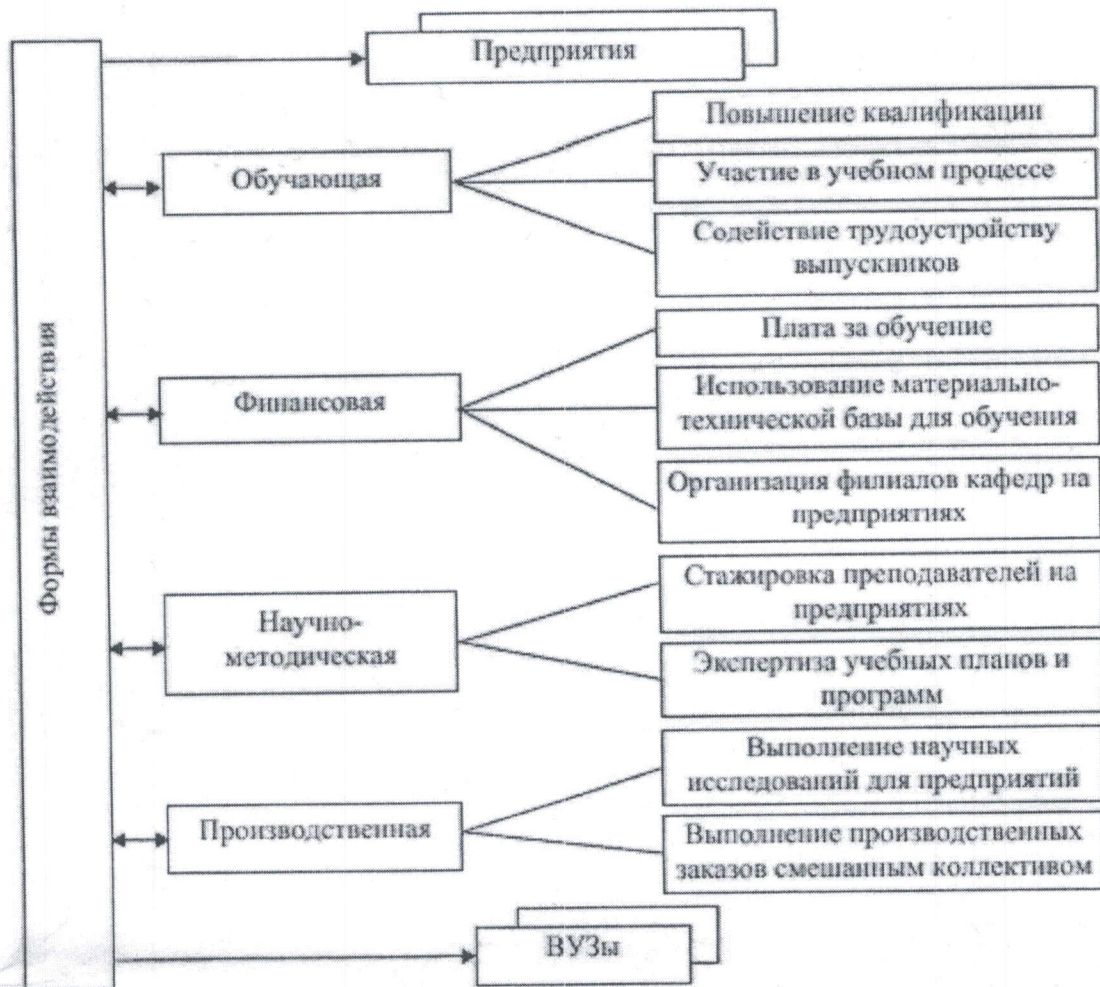 Предприятия
Формы взаимодействия
Обучающая
Повышение квалификации
Участие в учебном процессе
Содействие трудоустройству
выпускников
Финансовая
Плата за обучение
Использование материально-
технической базы для обучения
Организация филиалов кафедр на
предприятиях
Научно-
методическая
Стажировка преподавателей на
предприятиях
Экспертиза учебных планов и
программ
Производственная
Выполнение научных
исследований для предприятий
Выполнение производственных
заказов смешанным коллективом
ВУЗы